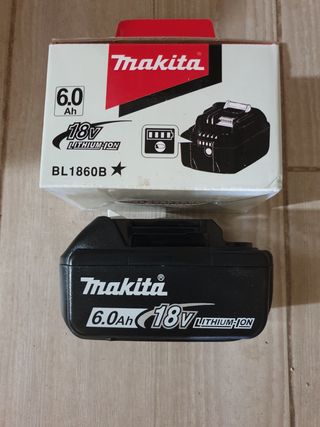 makita
6.0
Ah
18V
LITHIUM-ION
BL1860B ★
makita®
6.0Ah 18V LITHIUM-ION